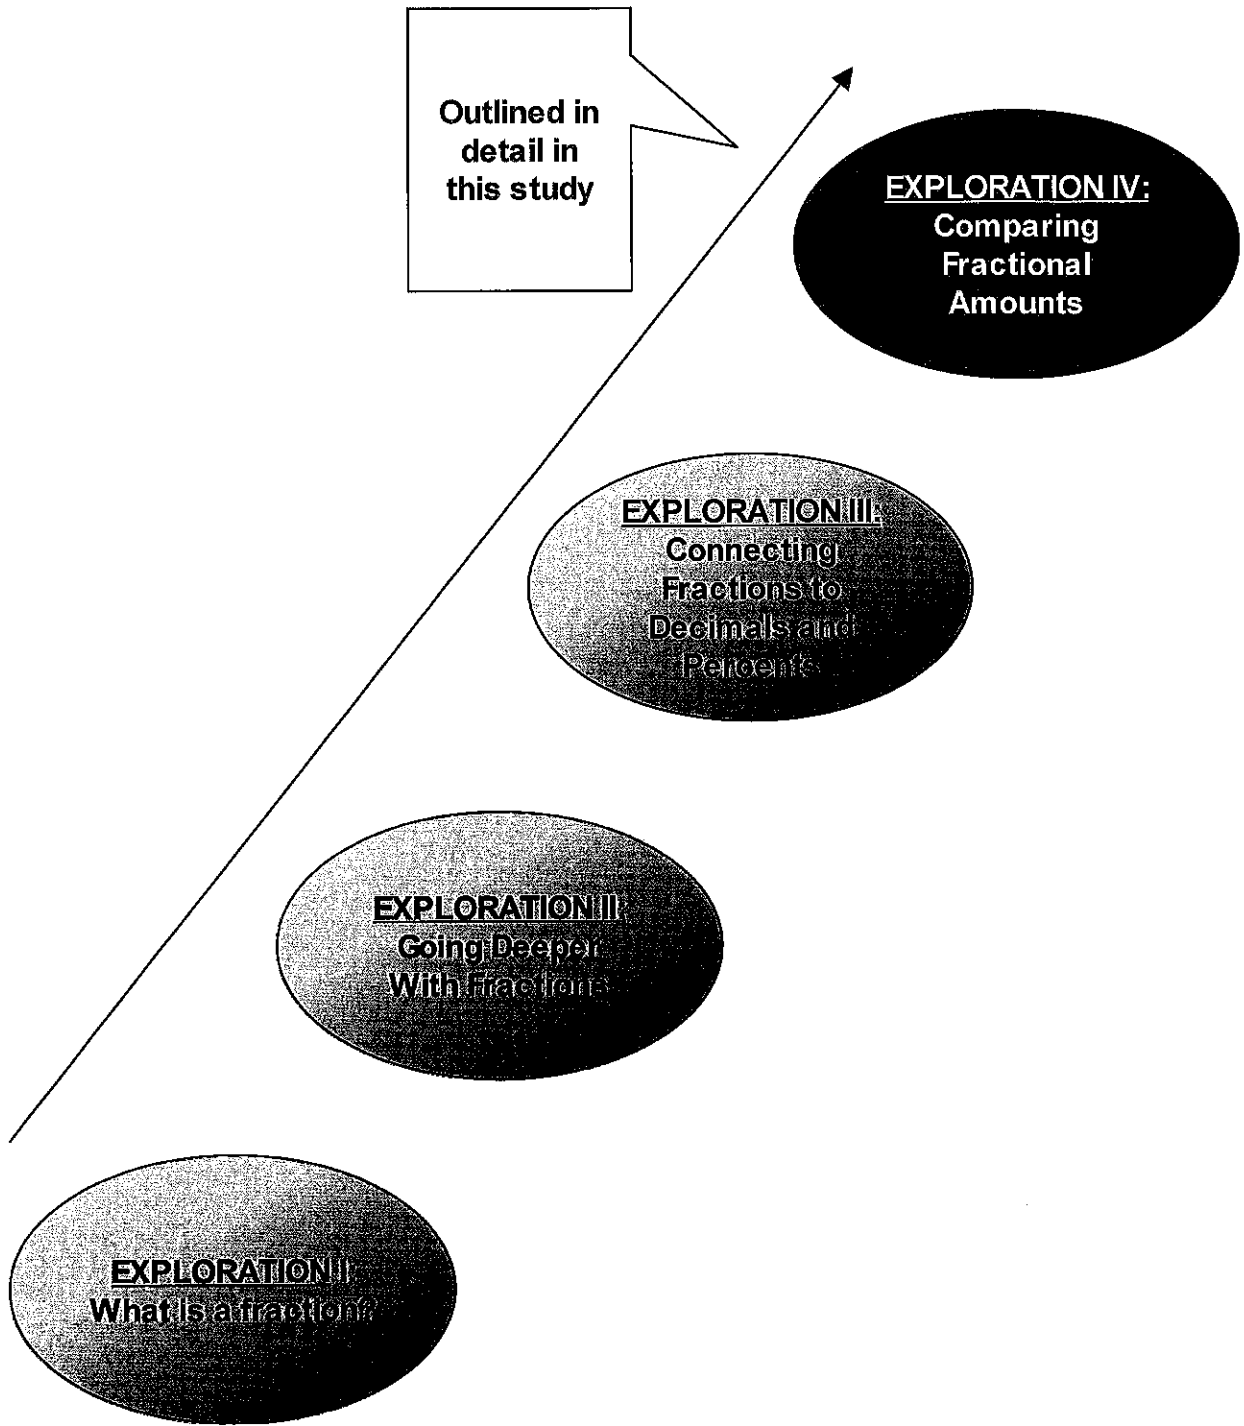 Outlined in
detail in
this study
EXPLORATION IV:
Comparing
Fractional
Amounts
EXPLORATION III:
Connecting
Fractions to
Decimals and
Percents
EXPLORATION II
Going Deeper
With Fractions
EXPLORATION I
What Is a fraction?